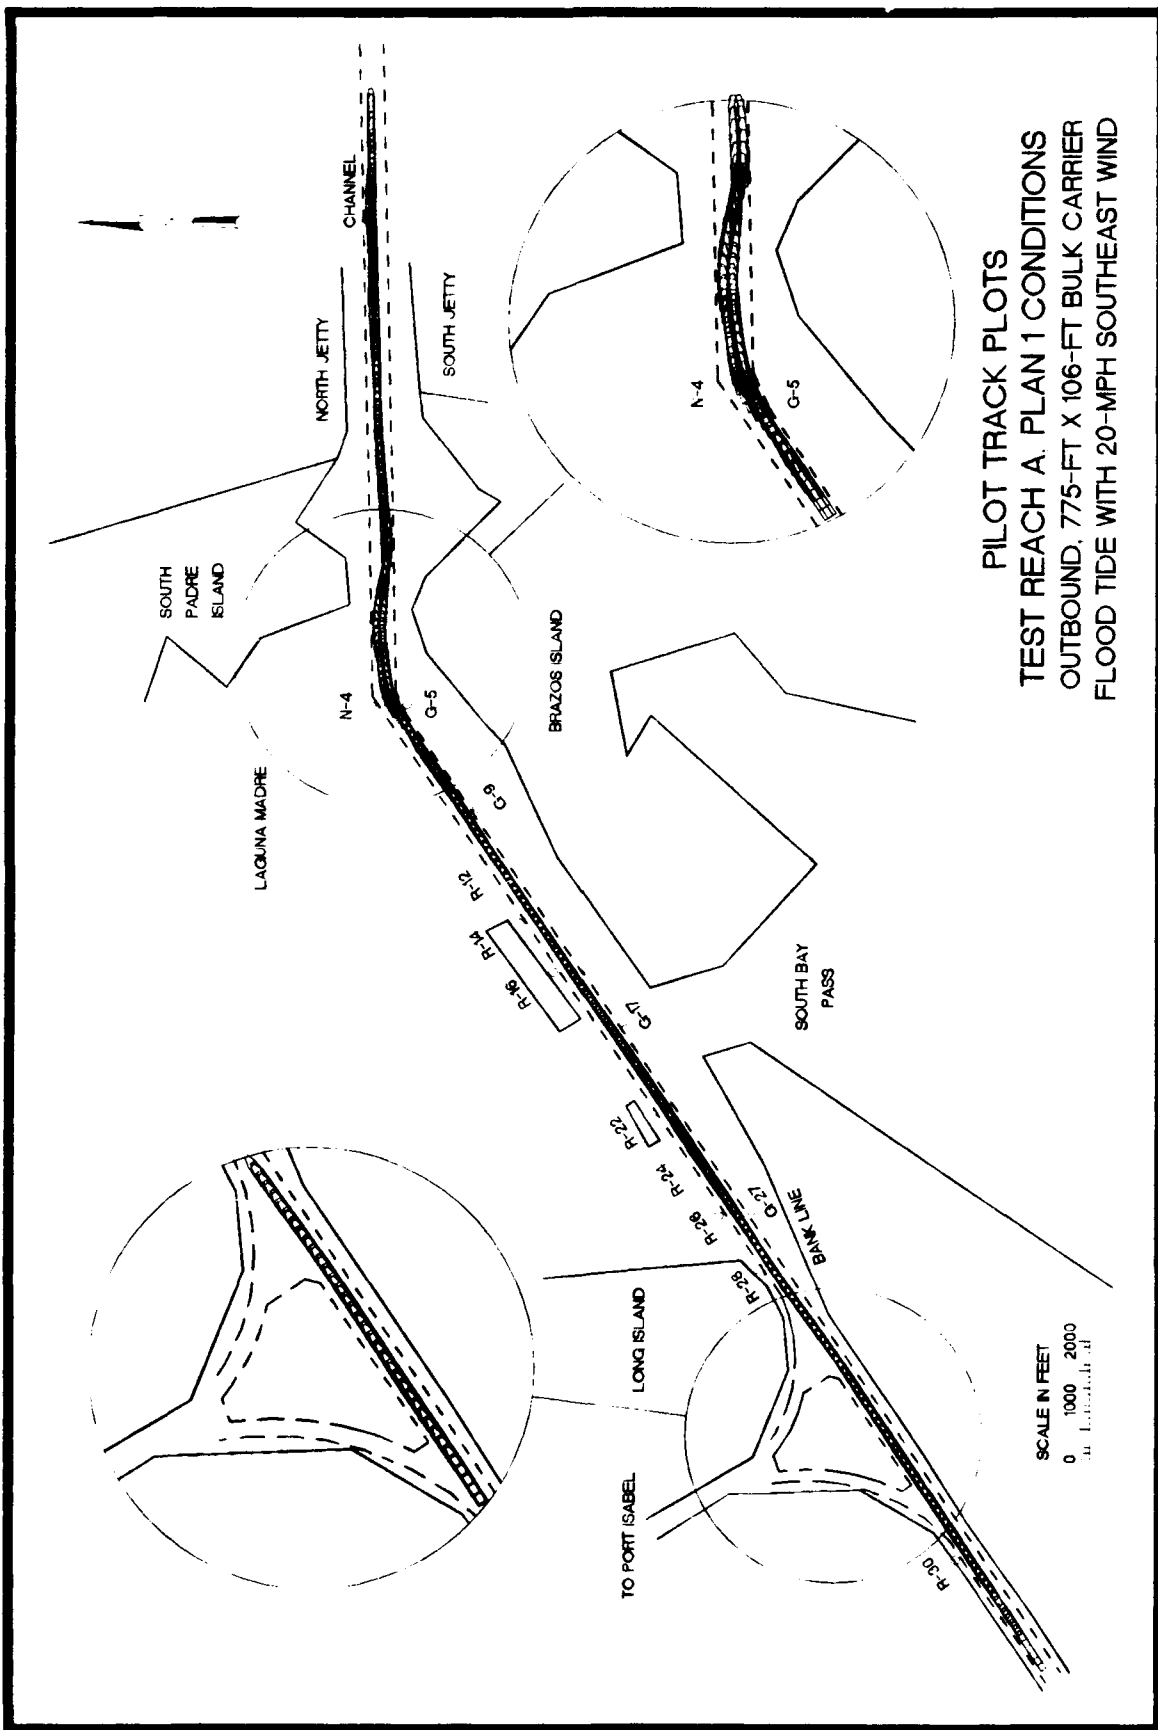 CHANNEL
NORTH JETTY
SOUTH JETTY
SOUTH
PADRE
ISLAND
N-4
G-5
LAGUNA MADRE
G-9
BRAZOS ISLAND
R-12
R-14
R-16
G-17
SOUTH BAY
PASS
R-22
R-24
R-26
G-27
BANK LINE
R-28
LONG ISLAND
TO PORT ISABEL
R-30
SCALE IN FEET
0 1000 2000
N-4
G-5
PILOT TRACK PLOTS
TEST REACH A. PLAN 1 CONDITIONS
OUTBOUND, 775-FT X 106-FT BULK CARRIER
FLOOD TIDE WITH 20-MPH SOUTHEAST WIND